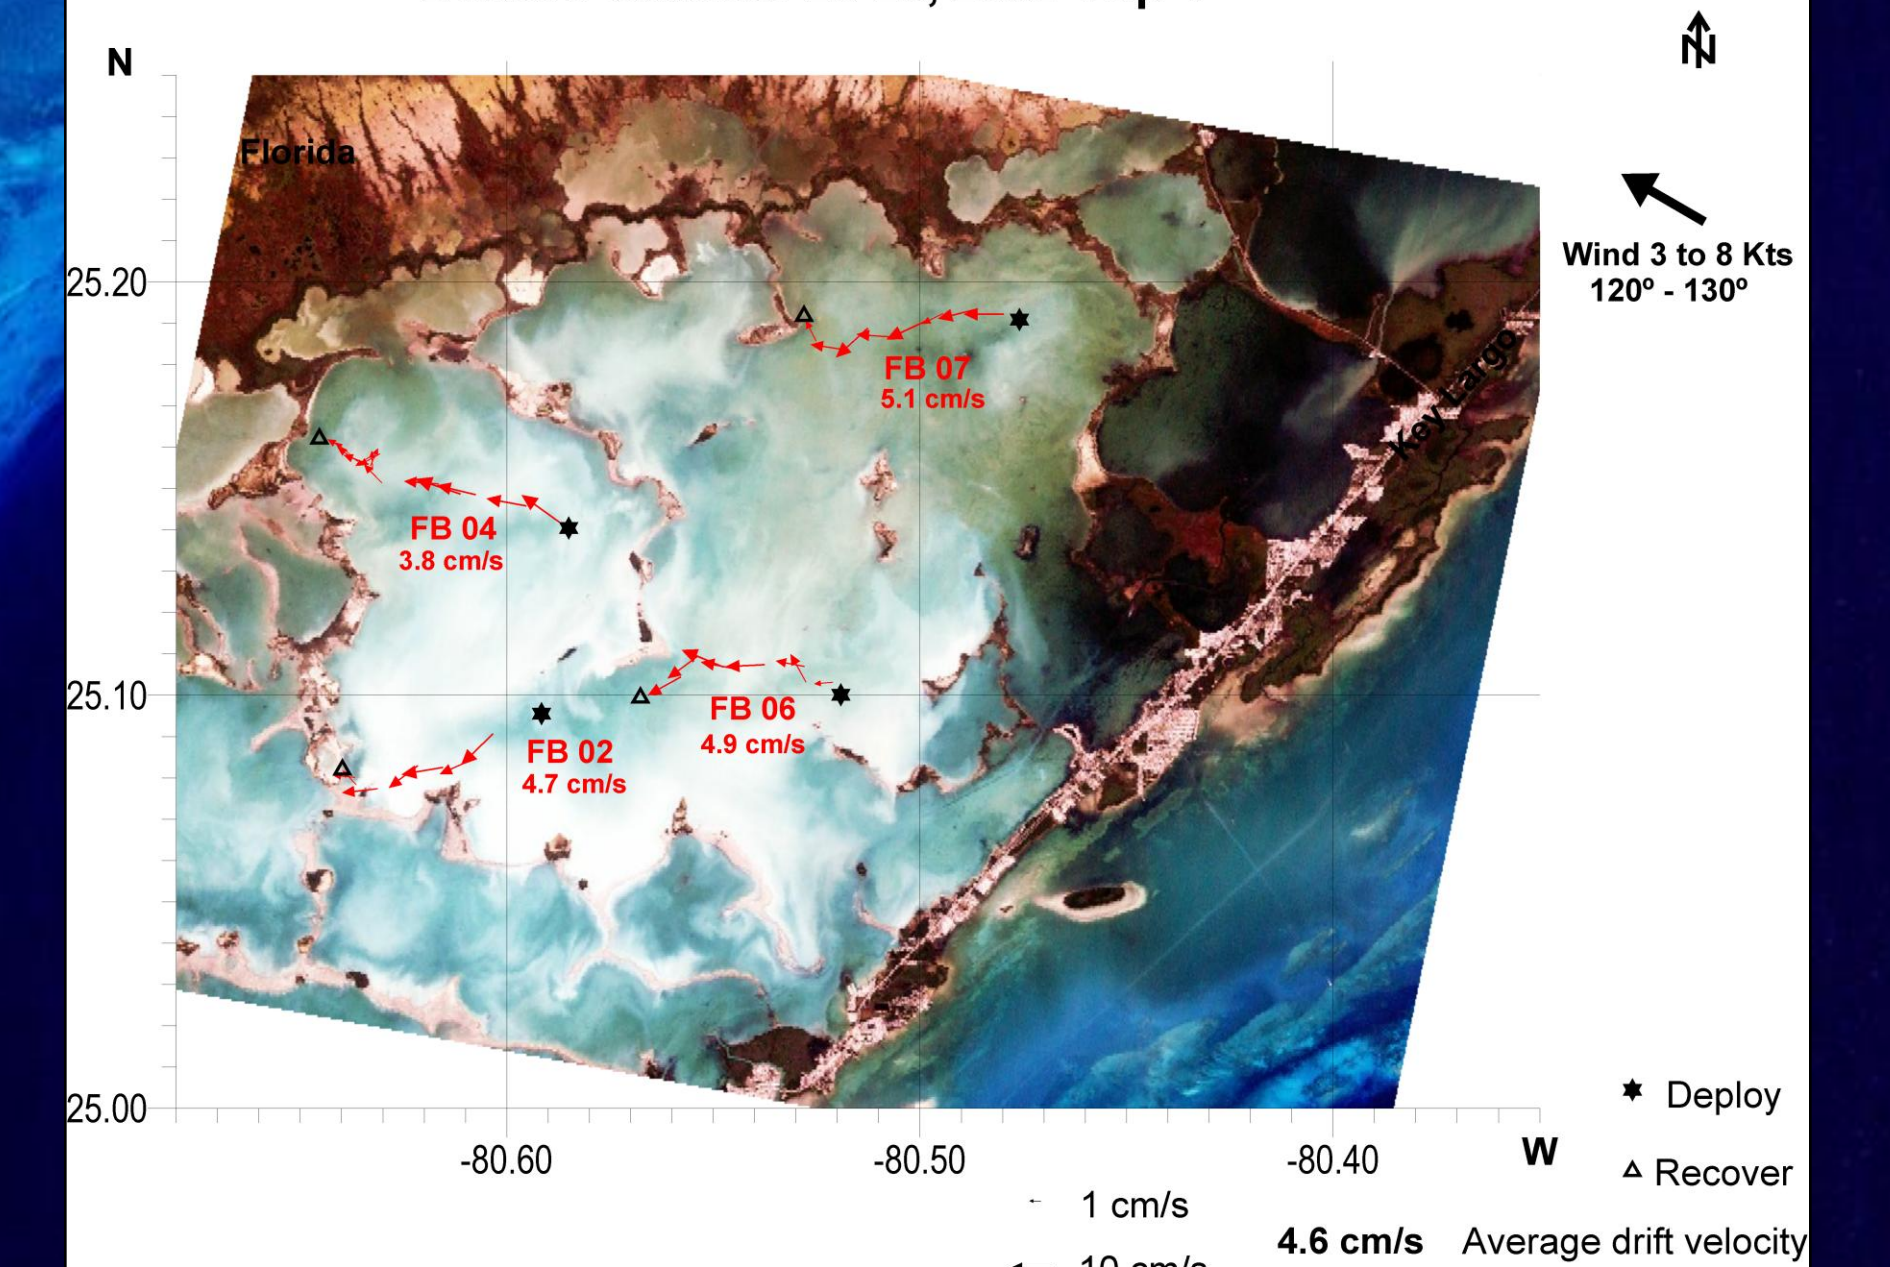 N
N
Florida
25.20
Wind 3 to 8 Kts
120º - 130º
Key Largo
FB 07
5.1 cm/s
FB 04
3.8 cm/s
25.10
FB 06
4.9 cm/s
FB 02
4.7 cm/s
25.00
-80.60
-80.50
-80.40
W
Deploy
Recover
1 cm/s
4.6 cm/s Average drift velocity
10 cm/s